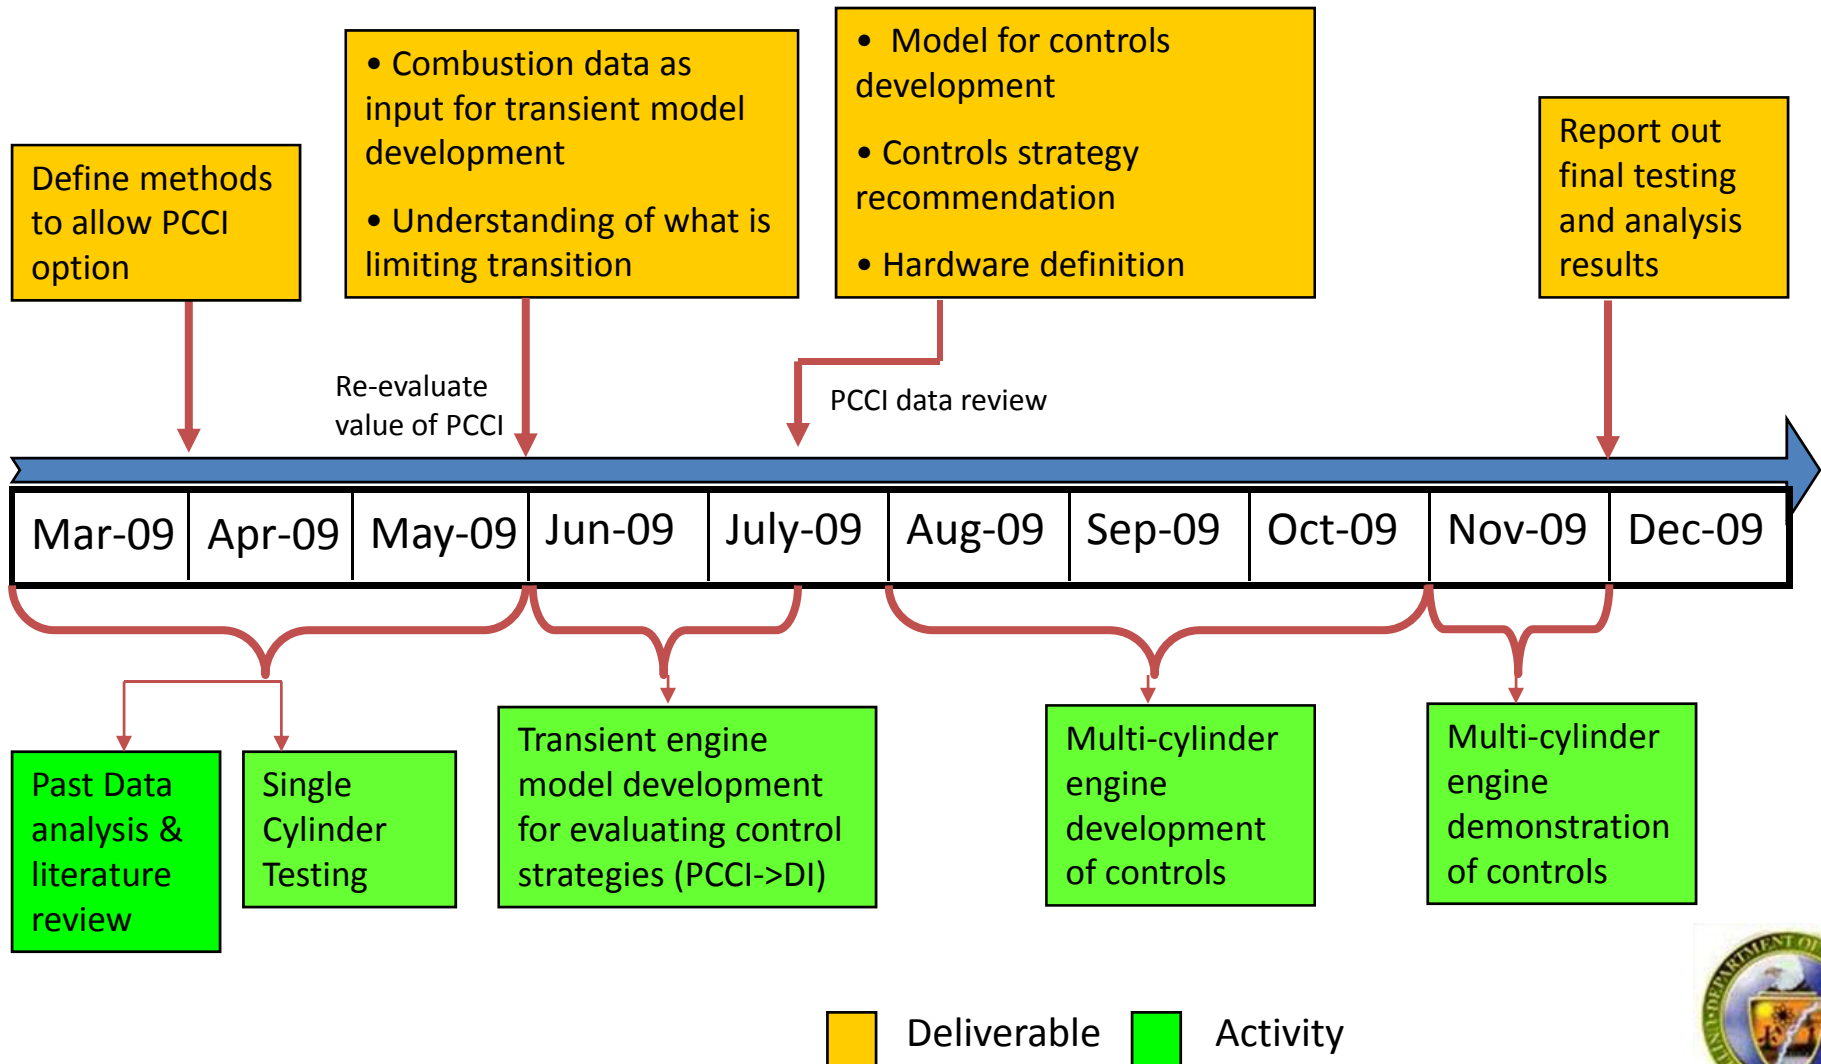 Define methods
to allow PCCI
option
• Combustion data as
input for transient model
development
• Understanding of what is
limiting transition
• Model for controls
development
• Controls strategy
recommendation
• Hardware definition
Report out
final testing
and analysis
results
Re-evaluate
value of PCCI
PCCI data review
Mar-09 Apr-09 May-09 Jun-09 July-09 Aug-09 Sep-09 Oct-09 Nov-09 Dec-09
Past Data
analysis &
literature
review
Single
Cylinder
Testing
Transient engine
model development
for evaluating control
strategies (PCCI->DI)
Multi-cylinder
engine
development
of controls
Multi-cylinder
engine
demonstration
of controls
Deliverable
Activity
DEPARTMENT OF